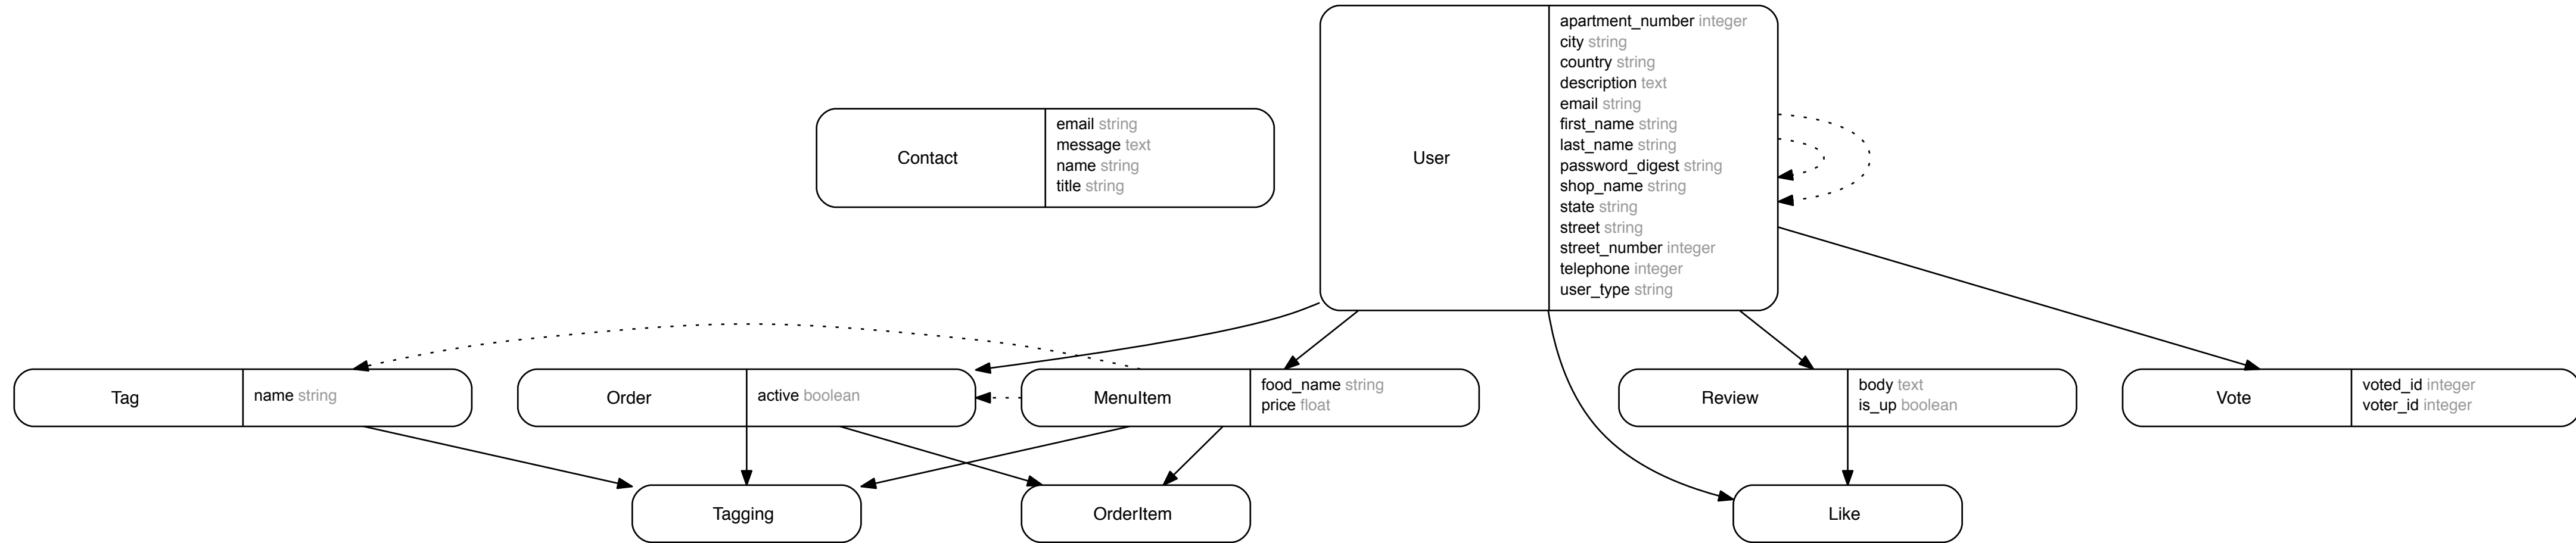 User
apartment_number integer
city string
country string
description text
email string
first_name string
last_name string
password_digest string
shop_name string
state string
street string
street_number integer
telephone integer
user_type string
Contact
email string
message text
name string
title string
Tag
name string
Order
active boolean
MenuItem
food_name string
price float
Review
body text
is_up boolean
Vote
voted_id integer
voter_id integer
Tagging
OrderItem
Like